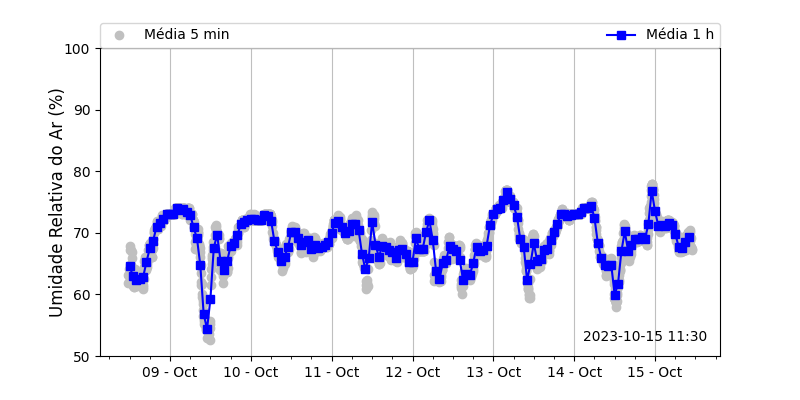 Média 5 min
Média 1 h
Umidade Relativa do Ar (%)
100
90
80
70
60
50
2023-10-15 11:30
09 - Oct
10 - Oct
11 - Oct
12 - Oct
13 - Oct
14 - Oct
15 - Oct